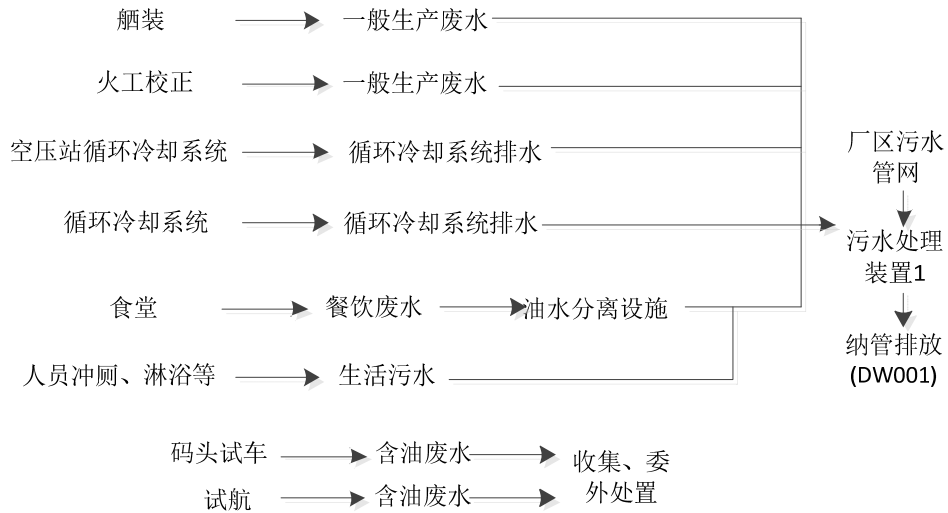 舾装 一般生产废水
火工校正 一般生产废水
空压站循环冷却系统 循环冷却系统排水
循环冷却系统 循环冷却系统排水
食堂 餐饮废水 油水分离设施
人员冲厕、淋浴等 生活污水
厂区污水
管网
污水处理
装置1
纳管排放
(DW001)
码头试车 含油废水
试航 含油废水
收集、委
外处置